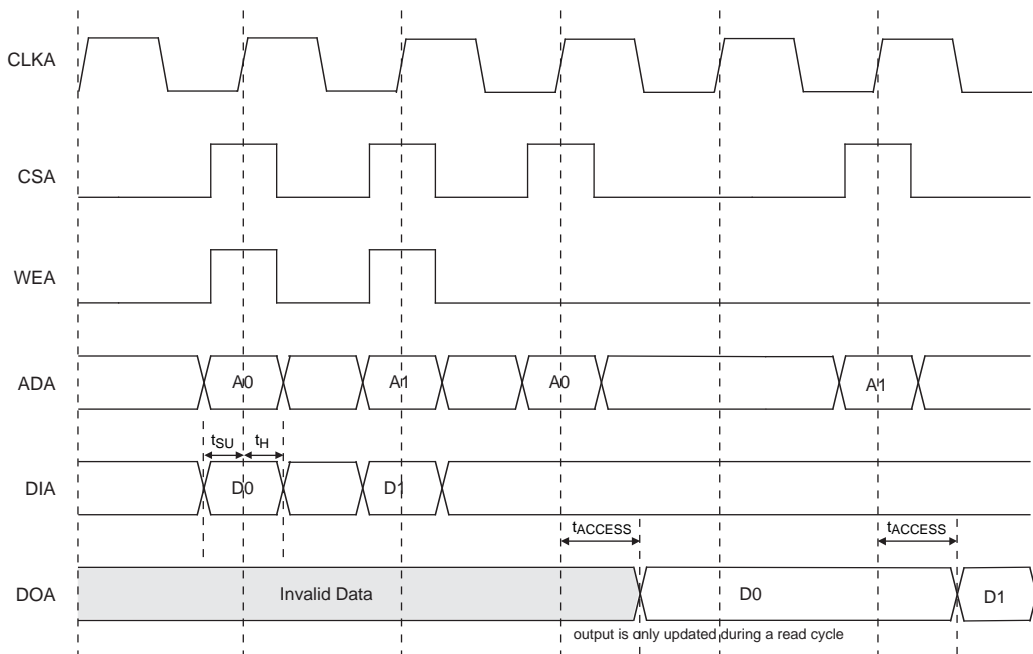 CLKA
CSA
WEA
ADA
A0
A1
A0
A1
tSU
tH
DIA
D0
D1
tACCESS
tACCESS
DOA
Invalid Data
D0
D1
output is only updated during a read cycle